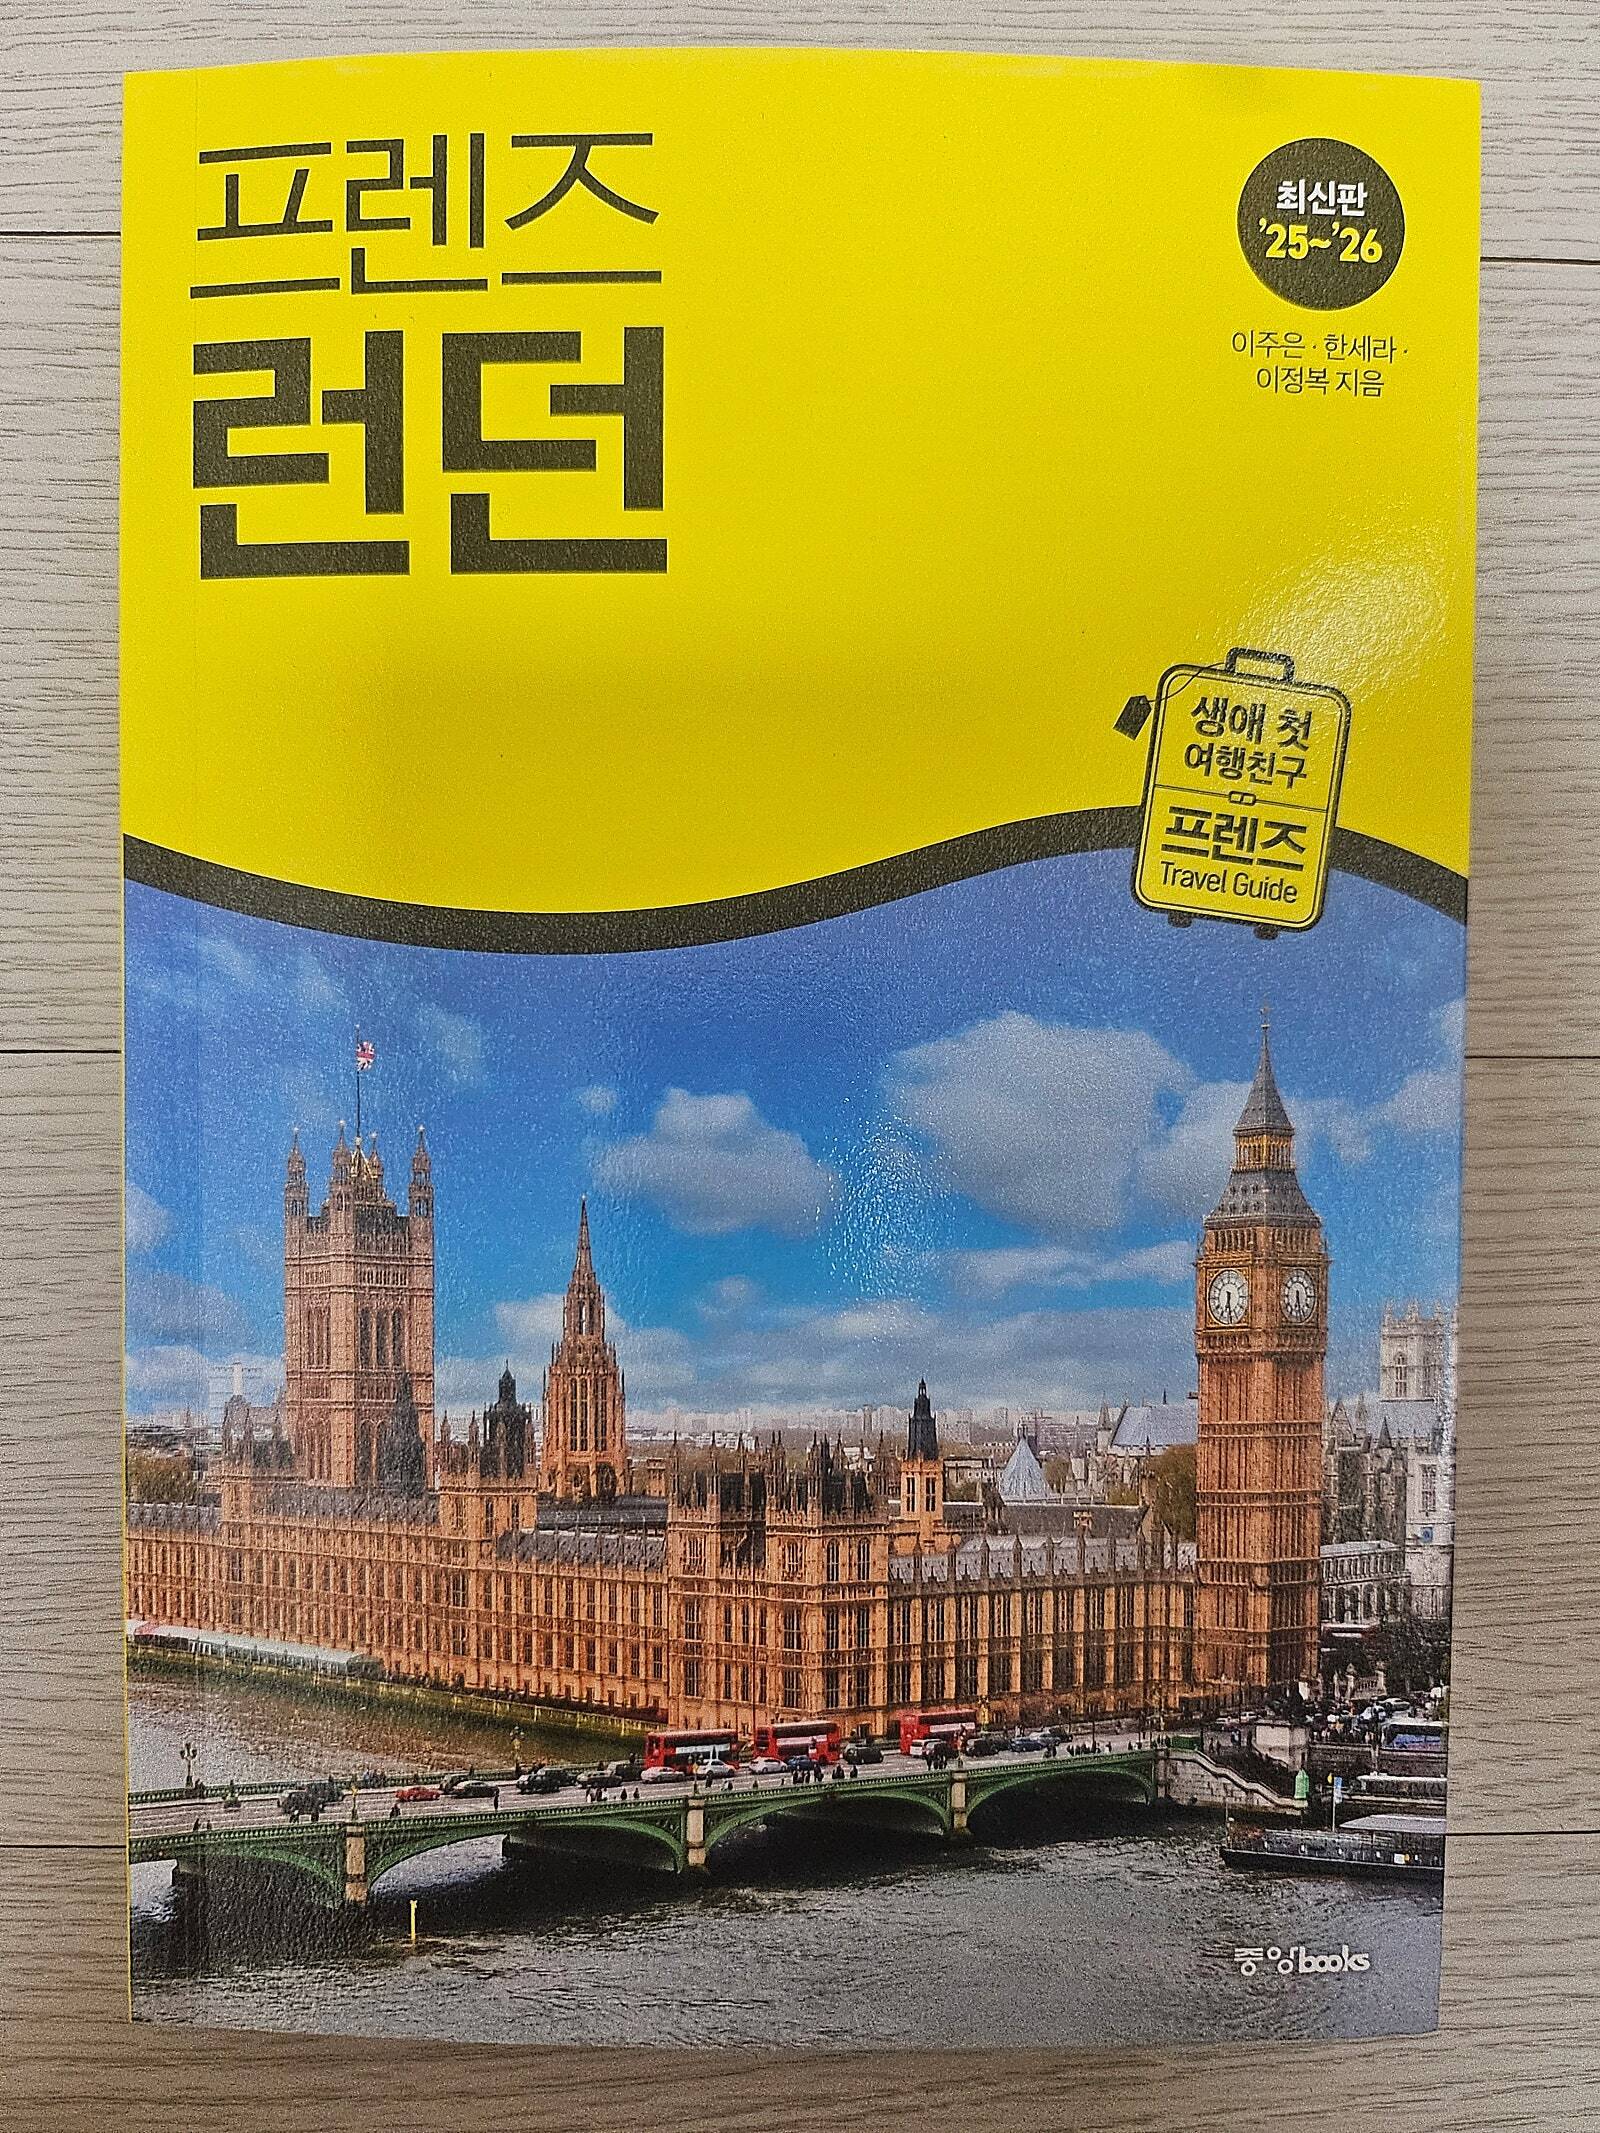 프렌즈
런던
최신판
’25~’26
이주은 · 한세라 ·
이정복 지음
생애 첫
여행친구
프렌즈
Travel Guide
중앙books